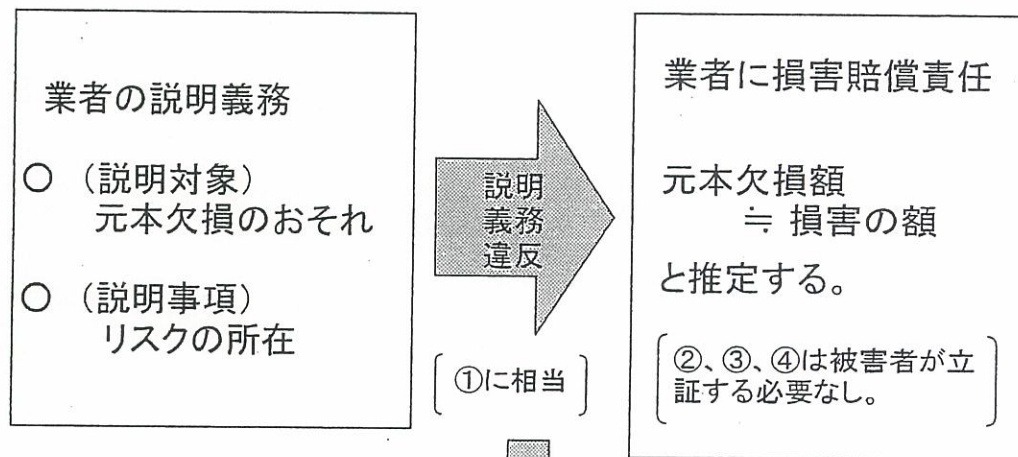 業者の説明義務
○ （説明対象）
元本欠損のおそれ
○ （説明事項）
リスクの所在
説明
義務
違反
①に相当
業者に損害賠償責任
元本欠損額
≒ 損害の額
と推定する。
②、③、④は被害者が立
証する必要なし。